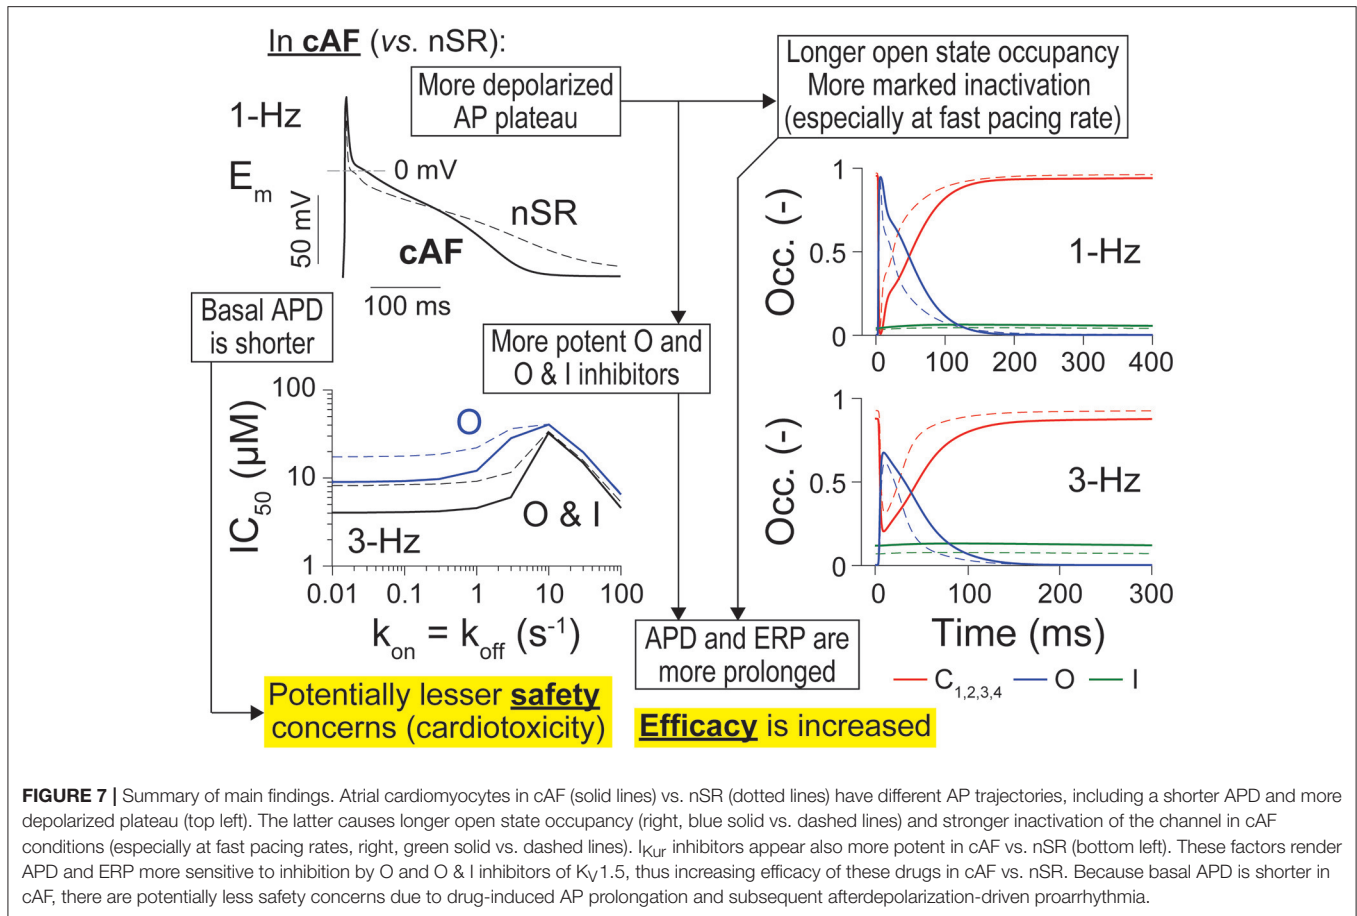 In cAF (vs. nSR):
More depolarized
AP plateau
Longer open state occupancy
More marked inactivation
(especially at fast pacing rate)
1-Hz
0 mV
Em
50 mV
nSR
cAF
100 ms
Basal APD
is shorter
More potent O and
O & I inhibitors
1
0.5
0
Occ. (-)
1-Hz
0 100 200 300 400
100
10
1
IC50 (µM)
O
O & I
3-Hz
0.01 0.1 1 10 100
kon = koff (s-1)
1
0.5
0
Occ. (-)
3-Hz
0 100 200 300
Time (ms)
C1,2,3,4 O I
APD and ERP are
more prolonged
Potentially lesser safety
concerns (cardiotoxicity)
Efficacy is increased
FIGURE 7 | Summary of main findings. Atrial cardiomyocytes in cAF (solid lines) vs. nSR (dotted lines) have different AP trajectories, including a shorter APD and more
depolarized plateau (top left). The latter causes longer open state occupancy (right, blue solid vs. dashed lines) and stronger inactivation of the channel in cAF
conditions (especially at fast pacing rates, right, green solid vs. dashed lines). IKur inhibitors appear also more potent in cAF vs. nSR (bottom left). These factors render
APD and ERP more sensitive to inhibition by O and O & I inhibitors of KV1.5, thus increasing efficacy of these drugs in cAF vs. nSR. Because basal APD is shorter in
cAF, there are potentially less safety concerns due to drug-induced AP prolongation and subsequent afterdepolarization-driven proarrhythmia.